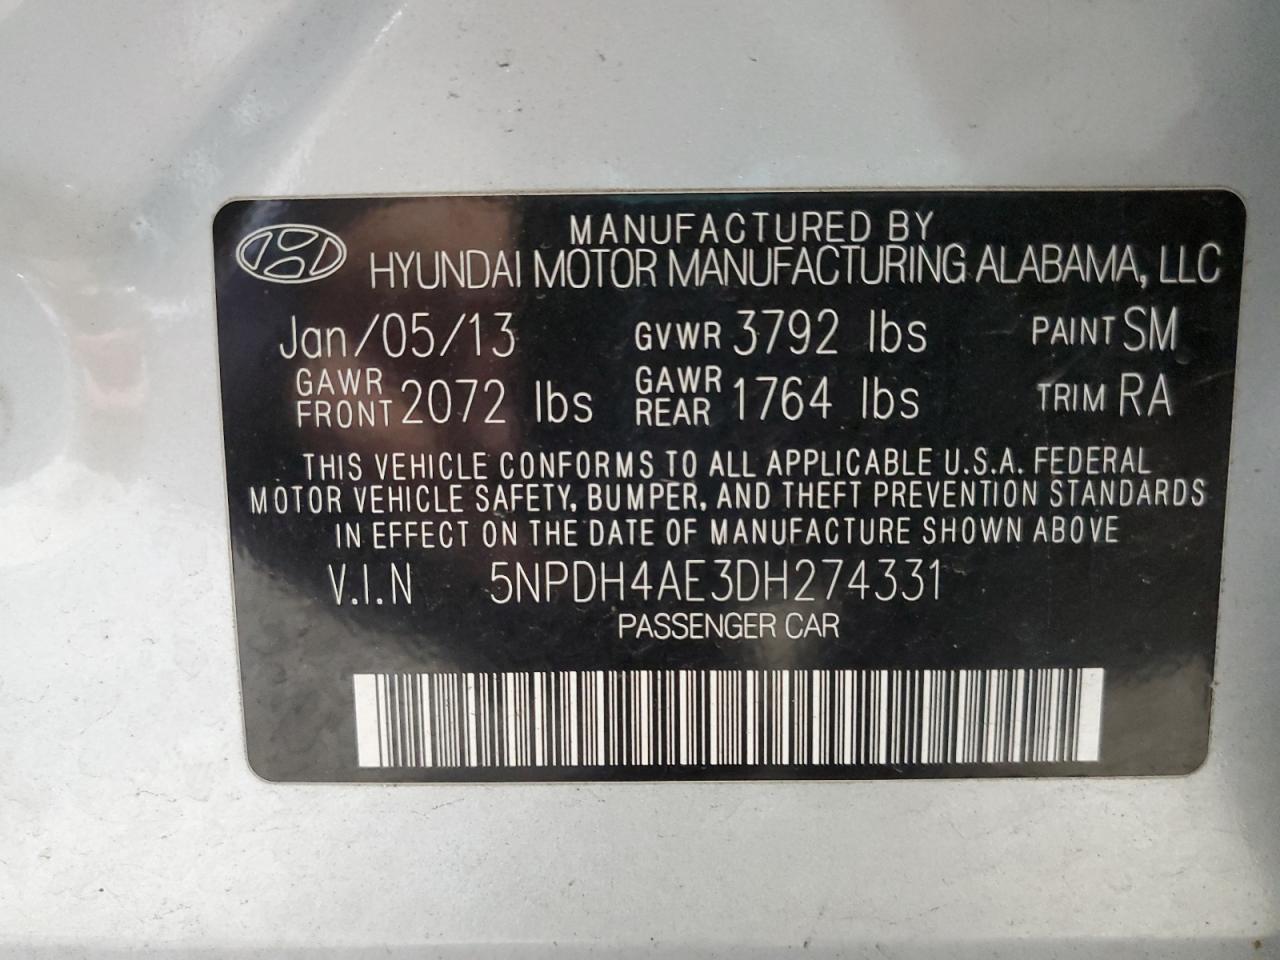 MANUFACTURED BY
HYUNDAI MOTOR MANUFACTURING ALABAMA, LLC
Jan/05/13 GVWR 3792 lbs PAINT SM
GAWR FRONT 2072 lbs GAWR REAR 1764 lbs TRIM RA
THIS VEHICLE CONFORMS TO ALL APPLICABLE U.S.A. FEDERAL
MOTOR VEHICLE SAFETY, BUMPER, AND THEFT PREVENTION STANDARDS
IN EFFECT ON THE DATE OF MANUFACTURE SHOWN ABOVE
V.I.N 5NPDH4AE3DH274331
PASSENGER CAR